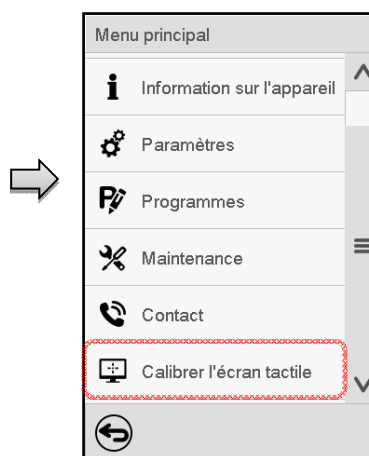 Menu principal
Information sur l'appareil
Paramètres
Programmes
Maintenance
Contact
Calibrer l'écran tactile